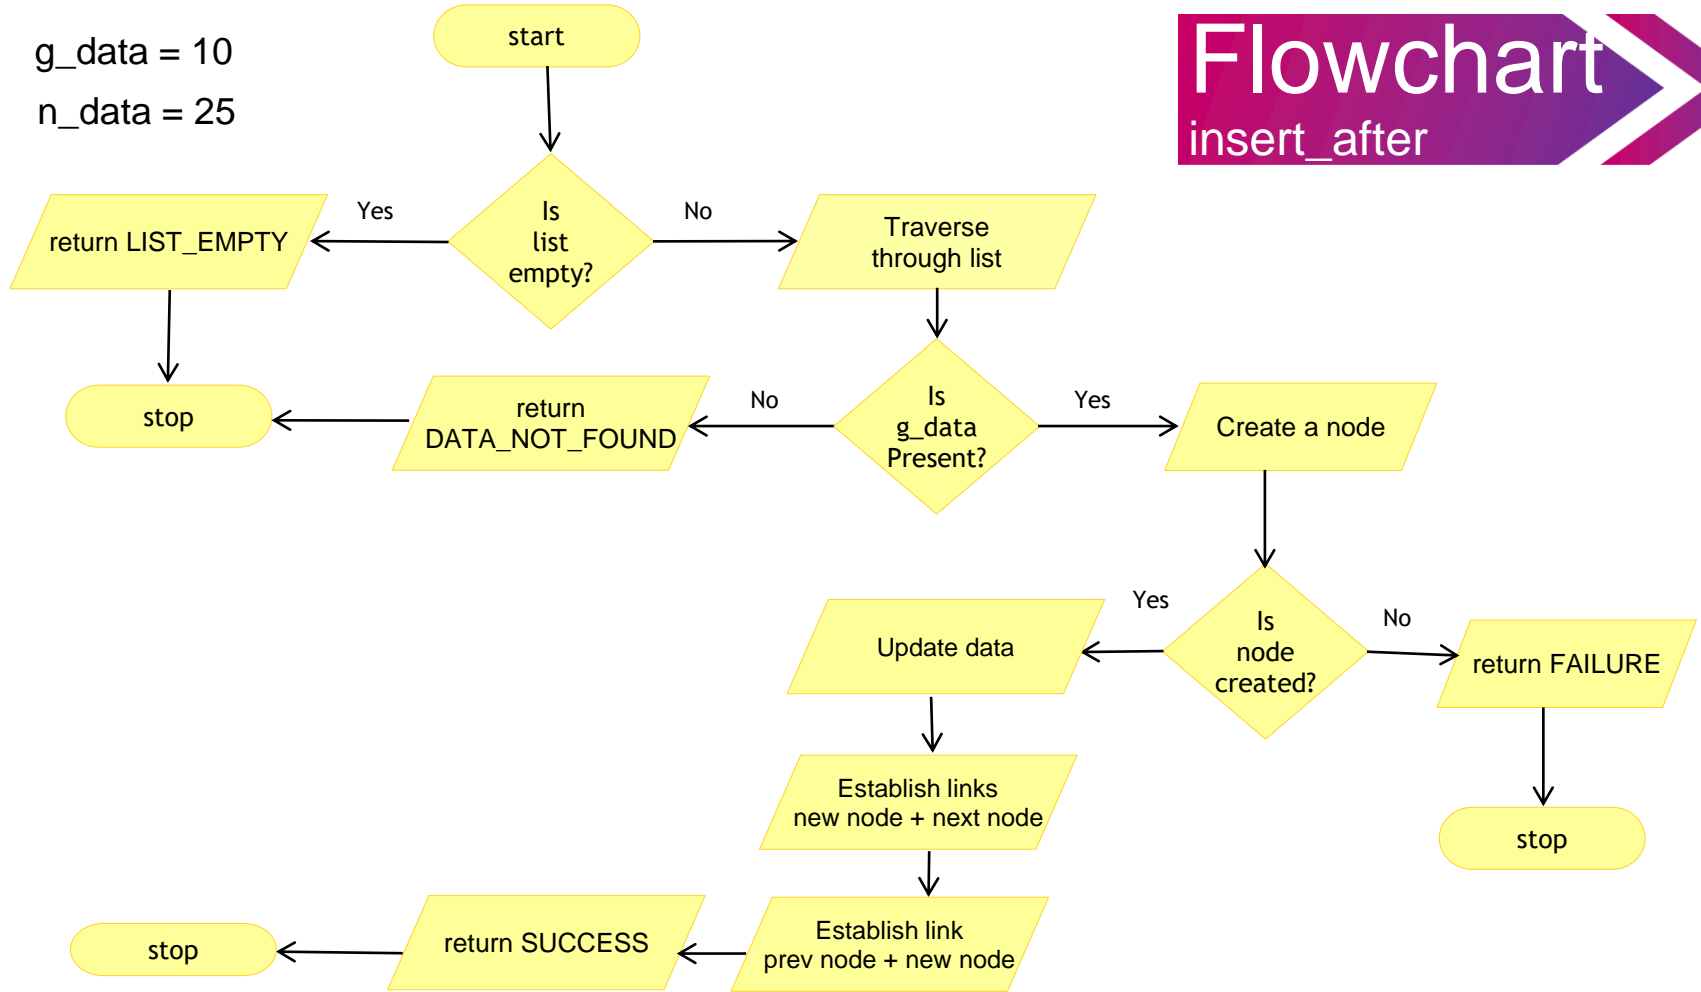 g_data = 10
n_data = 25
start
Flowchart
insert_after
return LIST_EMPTY
Yes
Is
list
empty?
No
Traverse
through list
stop
return
DATA_NOT_FOUND
No
Is
g_data
Present?
Yes
Create a node
Update data
Yes
Is
node
created?
No
return FAILURE
Establish links
new node + next node
stop
stop
return SUCCESS
Establish link
prev node + new node